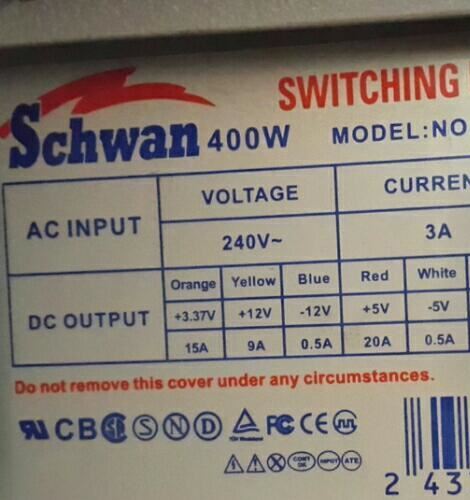 SWITCHING
Schwan 400W MODEL:NO
VOLTAGE CURREN
AC INPUT
240V~ 3A
Orange Yellow Blue Red White
DC OUTPUT
+3.37V +12V -12V +5V -5V
15A 9A 0.5A 20A 0.5A
Do not remove this cover under any circumstances.
CB S N D FC CE
INPUT ATE
2 43